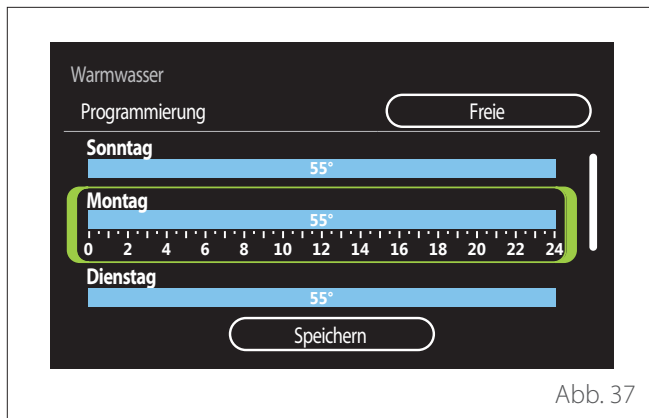 Warmwasser
Programmierung Freie
Sonntag
55°
Montag
55°
0 2 4 6 8 10 12 14 16 18 20 22 24
Dienstag
55°
Speichern
Abb. 37